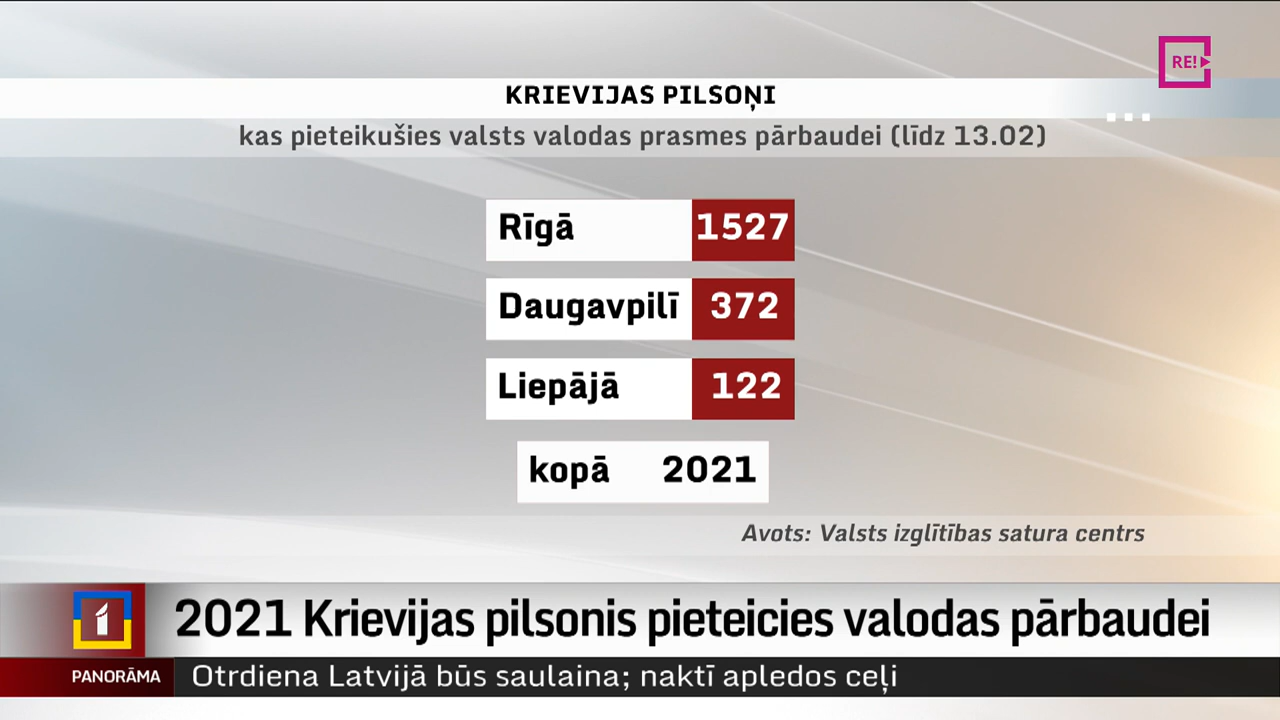 RE!
KRIEVIJAS PILSOŅI
kas pieteikušies valsts valodas prasmes pārbaudei (līdz 13.02)
Rīgā 1527
Daugavpilī 372
Liepājā 122
kopā 2021
Avots: Valsts izglītības satura centrs
1 2021 Krievijas pilsonis pieteicies valodas pārbaudei
PANORĀMA Otrdiena Latvijā būs saulaina; naktī apledos ceļi